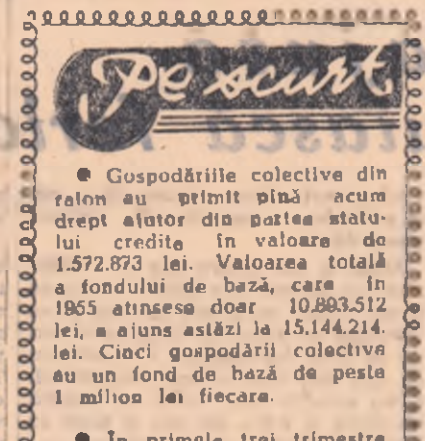 Pe scurt
● Gospodăriile colective din
raion au primit pînă acum
drept ajutor din partea statu-
lui credite în valoare de
1.572.873 lei. Valoarea totală
a fondului de bază, care în
1955 atinsese doar 10.893.512
lei, a ajuns astăzi la 15.144.214.
lei. Cinci gospodării colective
au un fond de bază de peste
1 milion lei fiecare.
● În primele trei trimestre